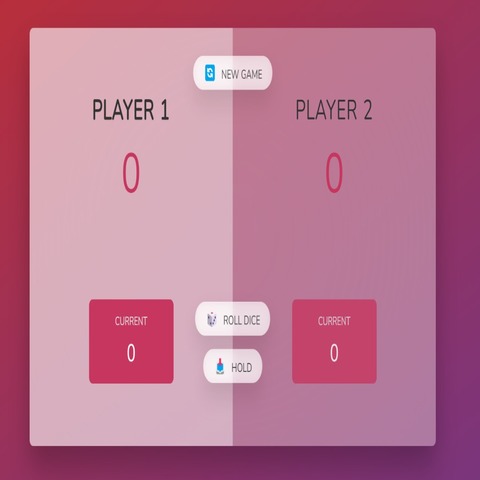 NEW GAME
PLAYER 1
PLAYER 2
0
0
CURRENT
0
ROLL DICE
HOLD
CURRENT
0